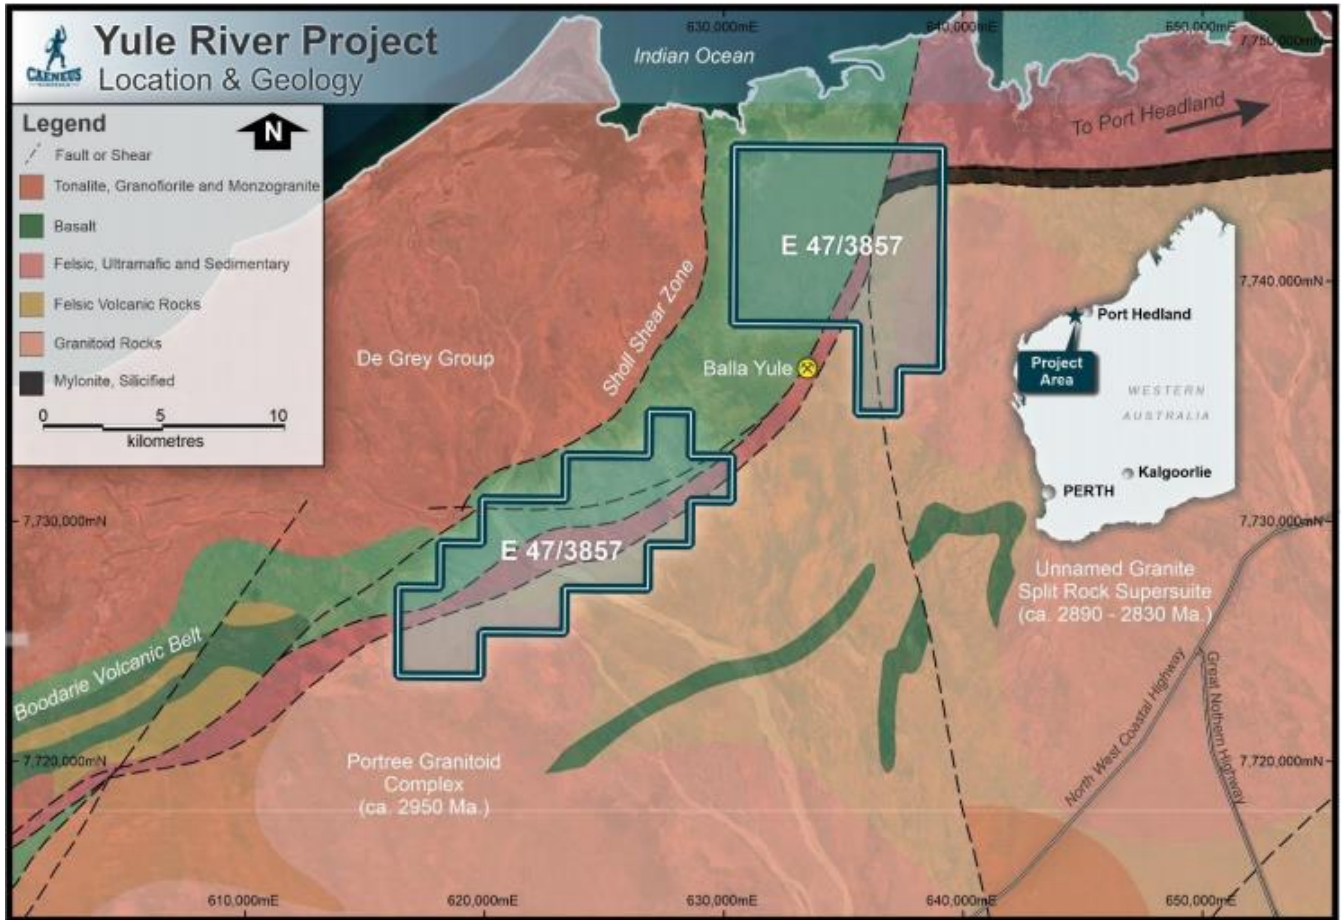 CAENEUS
MINERALS
Yule River Project
Location & Geology
630,000mE
640,000mE
650,000mE
7,750,000mN
Indian Ocean
To Port Headland
Legend
N
Fault or Shear
Tonalite, Granofiorite and Monzogranite
Basalt
Felsic, Ultramafic and Sedimentary
Felsic Volcanic Rocks
Granitoid Rocks
Mylonite, Silicified
0 5 10
kilometres
E 47/3857
7,740,000mN
Sholl Shear Zone
De Grey Group
Balla Yule
Port Hedland
Project
Area
WESTERN
AUSTRALIA
Kalgoorlie
PERTH
7,730,000mN
7,730,000mN
E 47/3857
Unnamed Granite
Split Rock Supersuite
(ca. 2890 - 2830 Ma.)
Boodarie Volcanic Belt
Portree Granitoid
Complex
(ca. 2950 Ma.)
North West Coastal Highway
Great Nothern Highway
7,720,000mN
7,720,000mN
610,000mE
620,000mE
630,000mE
640,000mE
650,000mE